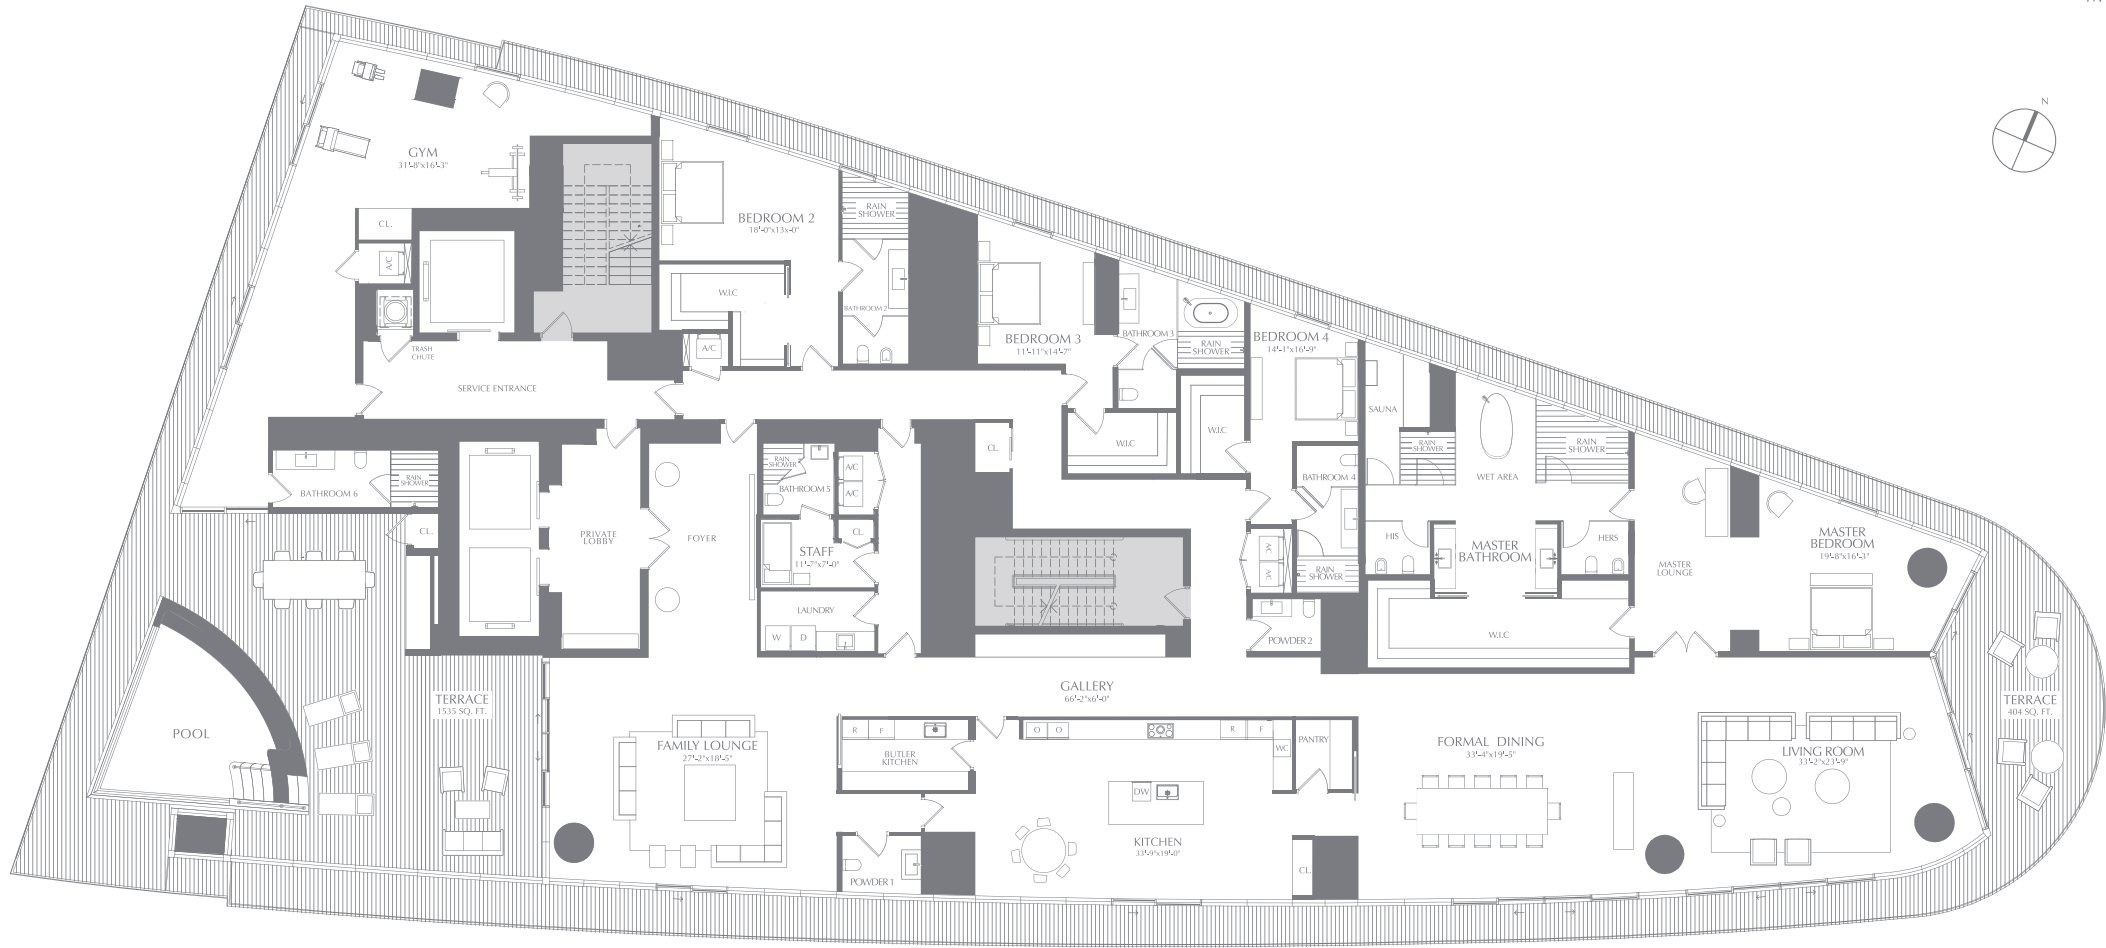 N
GYM
31'-8"x16'-3"
CL.
A/C
TRASH
CHUTE
SERVICE ENTRANCE
BEDROOM 2
18'-0"x13x-0"
RAIN
SHOWER
W.I.C
BATHROOM 2
A/C
BEDROOM 3
11'-11"x14'-7"
BATHROOM 3
RAIN
SHOWER
W.I.C
W.I.C
CL.
BEDROOM 4
14'-1"x16'-9"
BATHROOM 4
RAIN
SHOWER
A/C
A/C
POWDER 2
SAUNA
RAIN
SHOWER
WET AREA
RAIN
SHOWER
HIS
MASTER
BATHROOM
HERS
W.I.C
MASTER
LOUNGE
MASTER
BEDROOM
19'-8"x16'-3"
BATHROOM 6
RAIN
SHOWER
CL.
PRIVATE
LOBBY
FOYER
RAIN
SHOWER
BATHROOM 5
A/C
A/C
STAFF
11'-7"x7'-0"
CL.
LAUNDRY
W
D
GALLERY
66'-2"x6'-0"
TERRACE
1535 SQ. FT.
POOL
FAMILY LOUNGE
27'-2"x18'-5"
R
F
BUTLER
KITCHEN
POWDER 1
O
O
R
F
WC
PANTRY
DW
KITCHEN
33'-9"x19'-0"
CL.
FORMAL DINING
33'-4"x19'-5"
LIVING ROOM
33'-2"x23'-9"
TERRACE
404 SQ. FT.